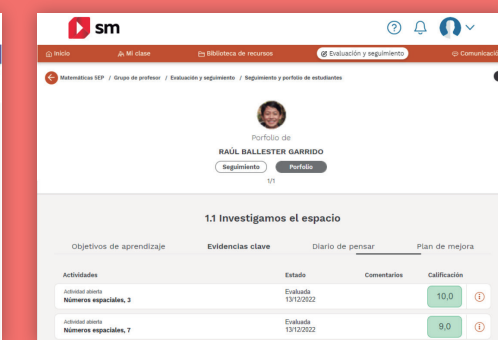 sm
Inicio Mi clase Biblioteca de recursos Evaluación y seguimiento Comunicació
Matemáticas SEP / Grupo de profesor / Evaluación y seguimiento / Seguimiento y porfolio de estudiantes
Porfolio de
RAÚL BALLESTER GARRIDO
Seguimiento Porfolio
1/1
1.1 Investigamos el espacio
Objetivos de aprendizaje Evidencias clave Diario de pensar Plan de mejora
Actividades Estado Comentarios Calificación
Actividad abierta Evaluada
Números espaciales, 3 13/12/2022 10,0
Actividad abierta Evaluada
Números espaciales, 7 13/12/2022 9,0